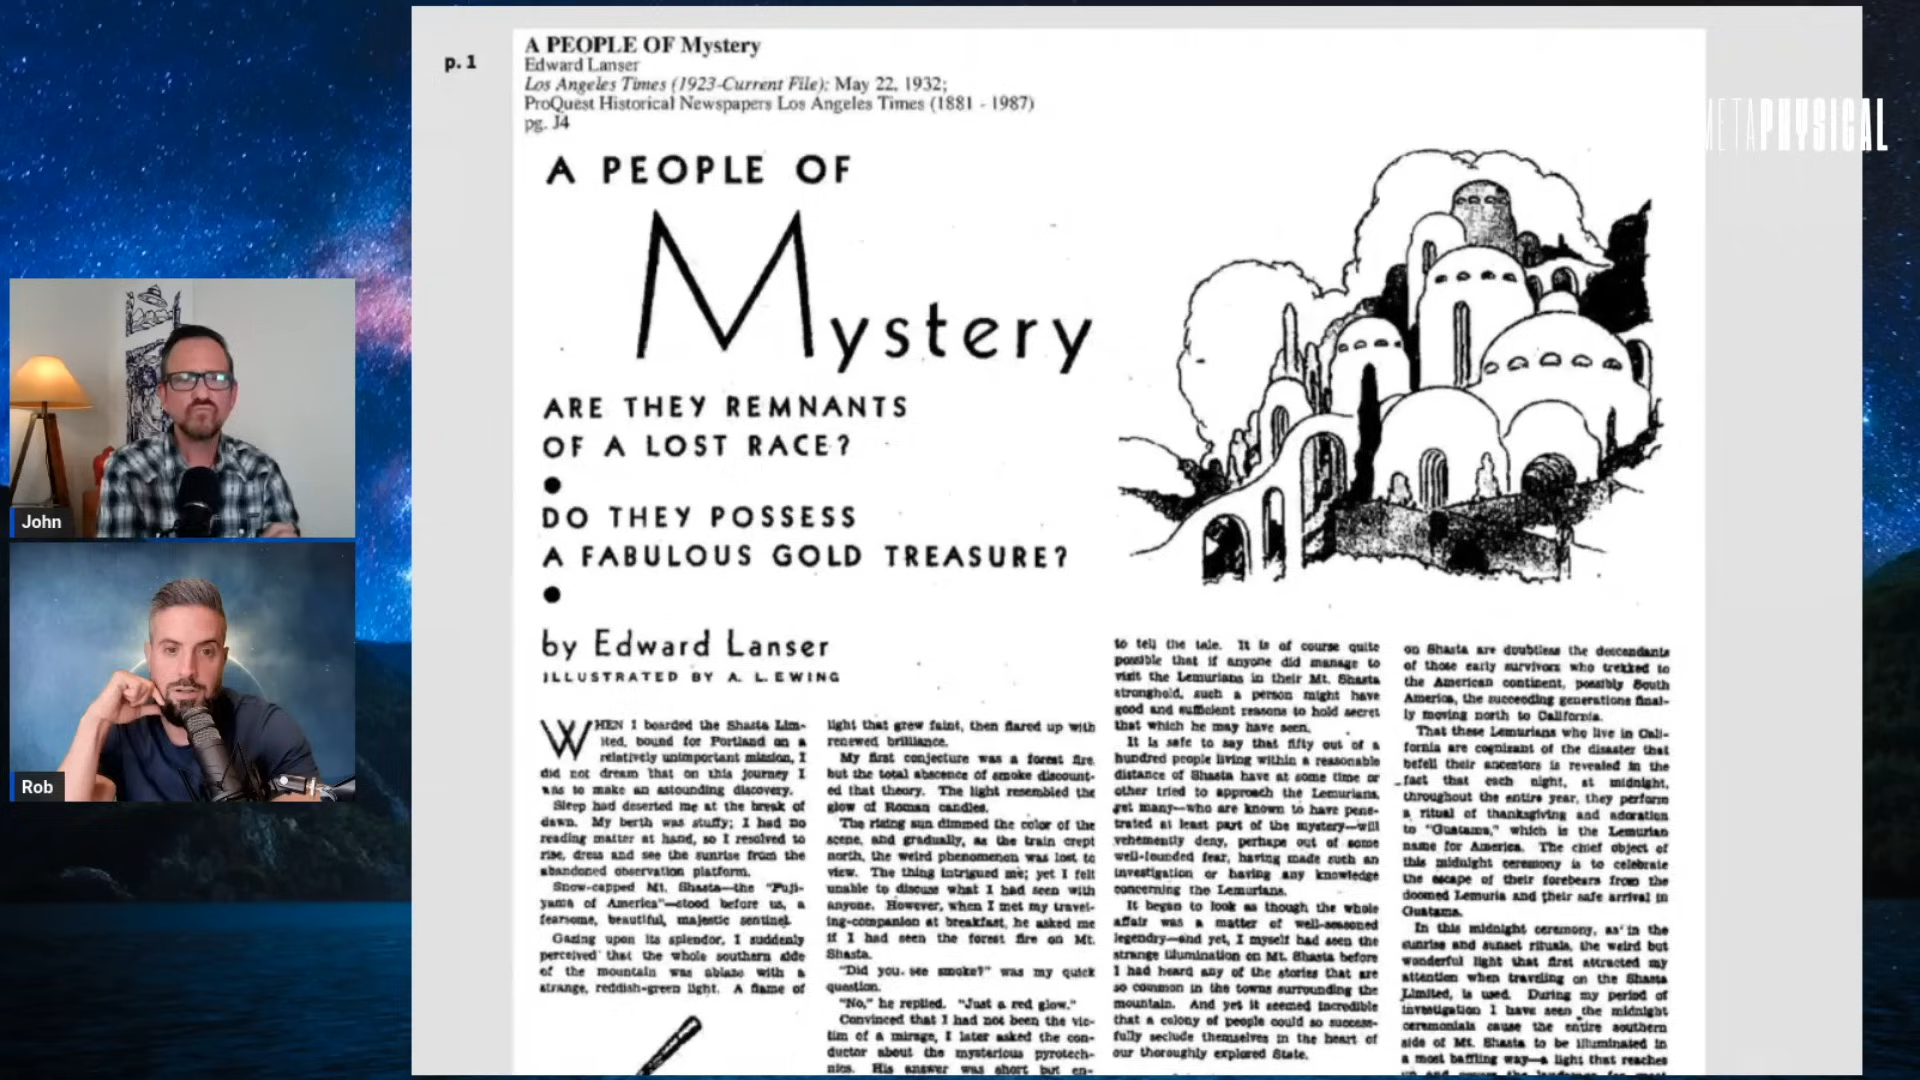 p. 1
A PEOPLE OF Mystery
Edward Lanser
Los Angeles Times (1923-Current File); May 22, 1932;
ProQuest Historical Newspapers Los Angeles Times (1881 - 1987)
pg. J4
METAPHYSICAL
A PEOPLE OF
Mystery
ARE THEY REMNANTS
OF A LOST RACE?
●
DO THEY POSSESS
A FABULOUS GOLD TREASURE?
●
by Edward Lanser
ILLUSTRATED BY A. L. EWING
WHEN I boarded the Shasta Lim-
ited, bound for Portland on a
relatively unimportant mission, I
did not dream that on this journey I
was to make an astounding discovery.
Sleep had deserted me at the break of
dawn. My berth was stuffy; I had no
reading matter at hand, so I resolved to
rise, dress and see the sunrise from the
abandoned observation platform.
Snow-capped Mt. Shasta—the "Fuji-
yama of America"—stood before us, a
fearsome, beautiful, majestic sentinel.
Gazing upon its splendor, I suddenly
perceived that the whole southern side
of the mountain was ablaze with a
strange, reddish-green light. A flame of
light that grew faint, then flared up with
renewed brilliance.
My first conjecture was a forest fire,
but the total abscence of smoke discount-
ed that theory. The light resembled the
glow of Roman candles.
The rising sun dimmed the color of the
scene, and gradually, as the train crept
north, the weird phenomenon was lost to
view. The thing intrigued me; yet I felt
unable to discuss what I had seen with
anyone. However, when I met my travel-
ing-companion at breakfast, he asked me
if I had seen the forest fire on Mt.
Shasta.
"Did you see smoke?" was my quick
question.
"No," he replied. "Just a red glow."
Convinced that I had not been the vic-
tim of a mirage, I later asked the con-
ductor about the mysterious pyrotech-
nics. His answer was short but en-
to tell the tale. It is of course quite
possible that if anyone did manage to
visit the Lemurians in their Mt. Shasta
stronghold, such a person might have
good and sufficient reasons to hold secret
that which he may have seen.
It is safe to say that fifty out of a
hundred people living within a reasonable
distance of Shasta have at some time or
other tried to approach the Lemurians,
yet many—who are known to have pene-
trated at least part of the mystery—will
vehemently deny, perhaps out of some
well-founded fear, having made such an
investigation or having any knowledge
concerning the Lemurians.
It began to look as though the whole
affair was a matter of well-seasoned
legendry—and yet, I myself had seen the
strange illumination on Mt. Shasta before
I had heard any of the stories that are
so common in the towns surrounding the
mountain. And yet it seemed incredible
that a colony of people could so success-
fully seclude themselves in the heart of
our thoroughly explored State.
on Shasta are doubtless the descendants
of those early survivors who trekked to
the American continent, possibly South
America, the succeeding generations final-
ly moving north to California.
That these Lemurians who live in Cali-
fornia are cognizant of the disaster that
befell their ancestors is revealed in the
fact that each night, at midnight,
throughout the entire year, they perform
a ritual of thanksgiving and adoration
to "Gustama," which is the Lemurian
name for America. The chief object of
this midnight ceremony is to celebrate
the escape of their forebears from the
doomed Lemuria and their safe arrival in
Gustama.
In this midnight ceremony, as in the
sunrise and sunset rituals, the weird but
wonderful light that first attracted my
attention when traveling on the Shasta
Limited, is used. During my period of
investigation I have seen the midnight
ceremonials cause the entire southern
side of Mt. Shasta to be illuminated in
a most baffling way—a light that reaches
John
Rob